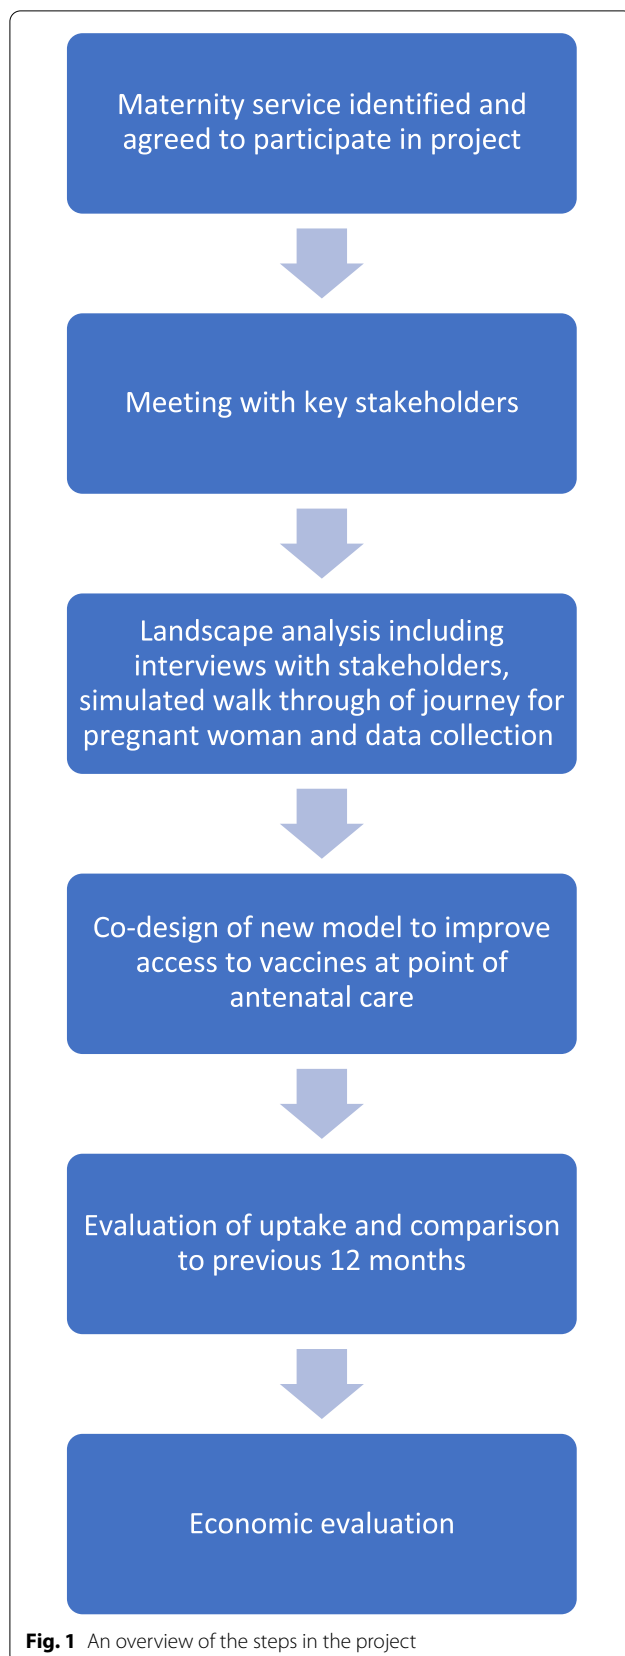 Maternity service identified and
agreed to participate in project
Meeting with key stakeholders
Landscape analysis including
interviews with stakeholders,
simulated walk through of journey for
pregnant woman and data collection
Co-design of new model to improve
access to vaccines at point of
antenatal care
Evaluation of uptake and comparison
to previous 12 months
Economic evaluation
Fig. 1 An overview of the steps in the project